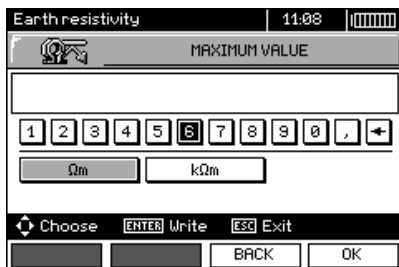 Earth resistivity 11:08
MAXIMUM VALUE
1 2 3 4 5 6 7 8 9 0 , ←
Ωm kΩm
Choose ENTER Write ESC Exit
BACK OK